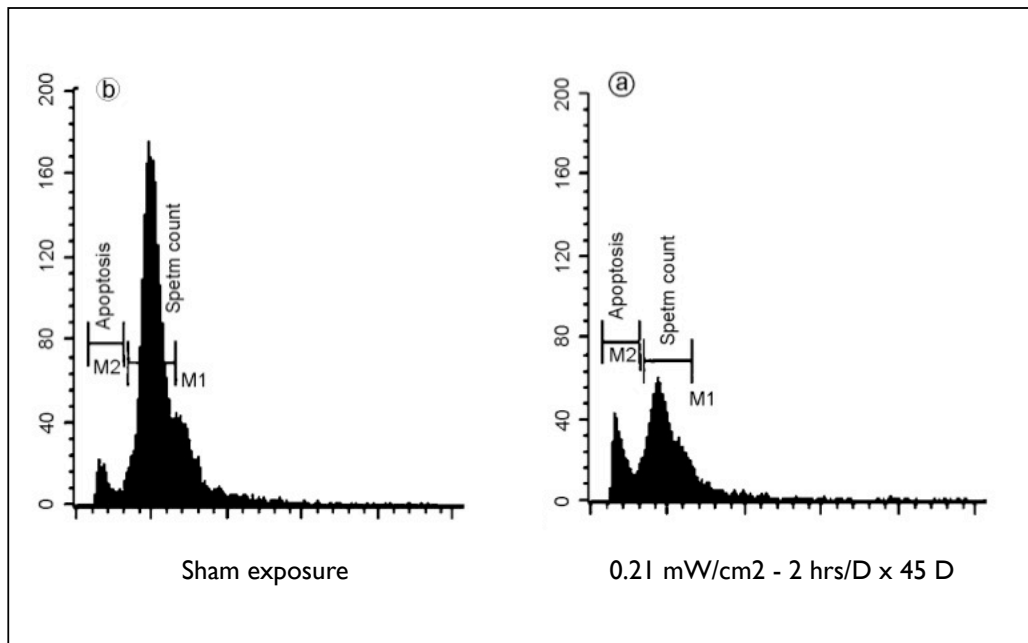 ⓑ
200
160
120
80
40
0
Apoptosis
M2
Spetm count
M1
Sham exposure
ⓐ
200
160
120
80
40
0
Apoptosis
M2
Spetm count
M1
0.21 mW/cm2 - 2 hrs/D x 45 D